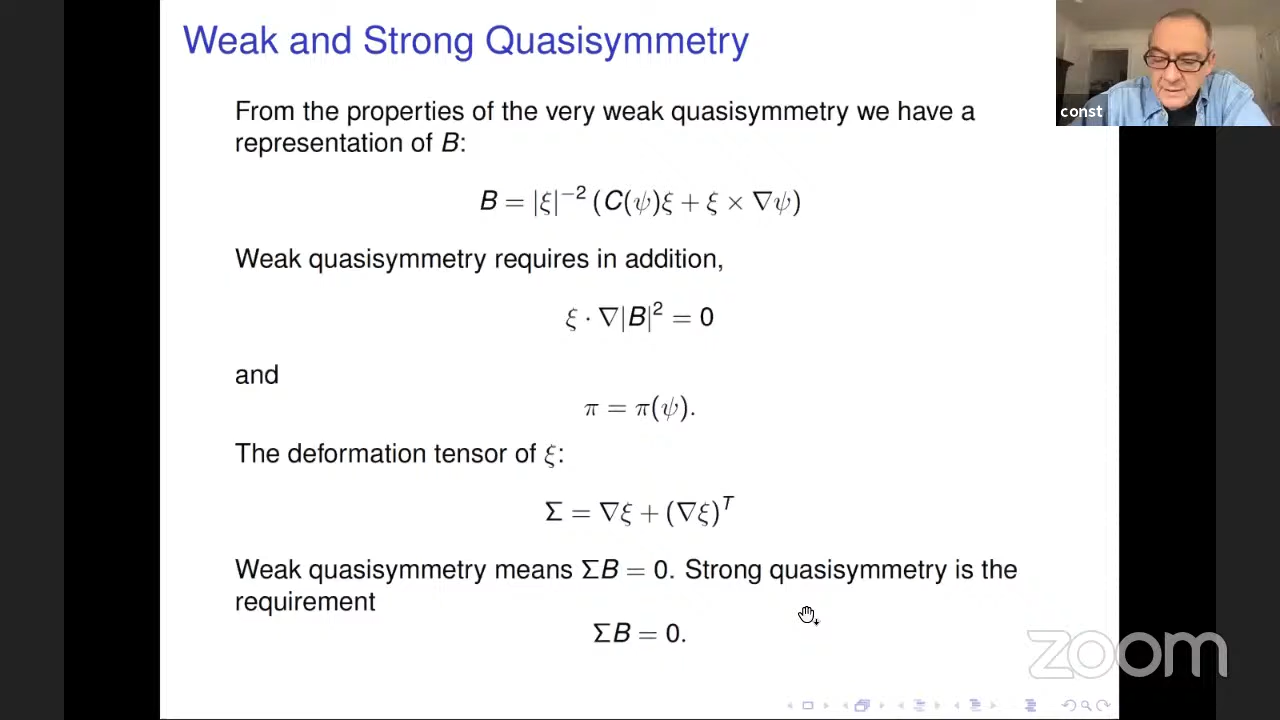 Weak and Strong Quasisymmetry
From the properties of the very weak quasisymmetry we have a
representation of B:
B = |ξ|⁻² (C(ψ)ξ + ξ × ∇ψ)
Weak quasisymmetry requires in addition,
ξ · ∇|B|² = 0
and
π = π(ψ).
The deformation tensor of ξ:
Σ = ∇ξ + (∇ξ)ᵀ
Weak quasisymmetry means ΣB = 0. Strong quasisymmetry is the
requirement
ΣB = 0.
const
zoom